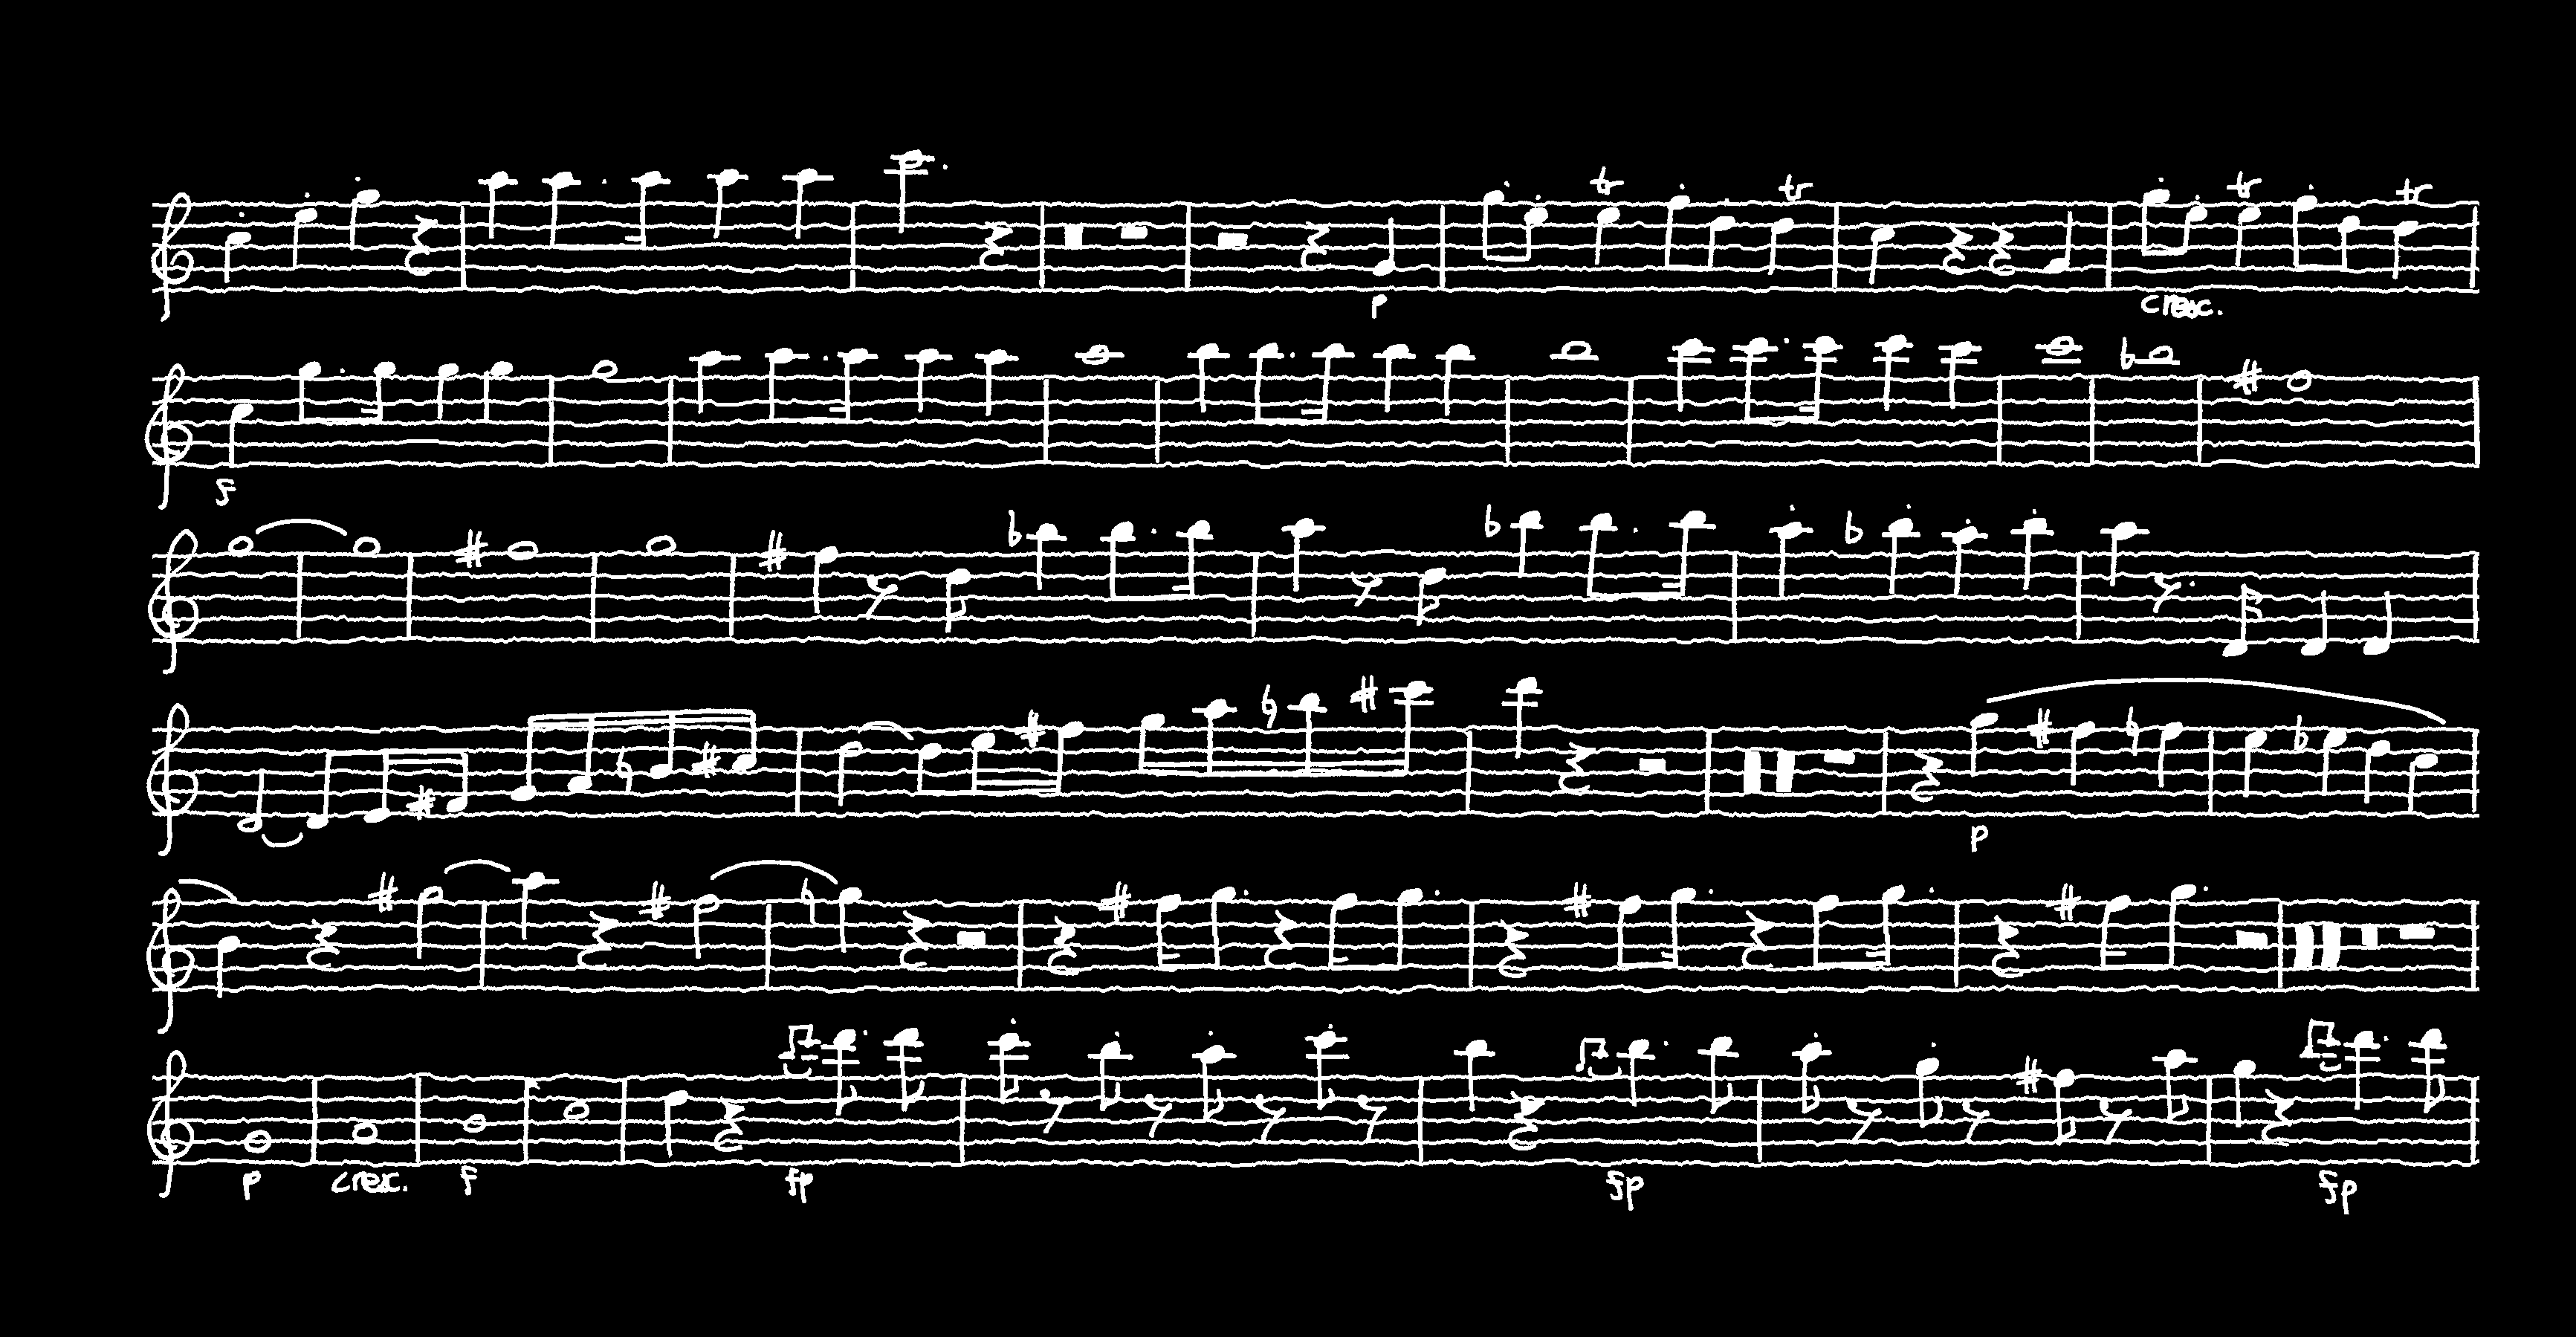 tr tr tr tr
p cresc.
f
p
p cresc. f fp fp fp